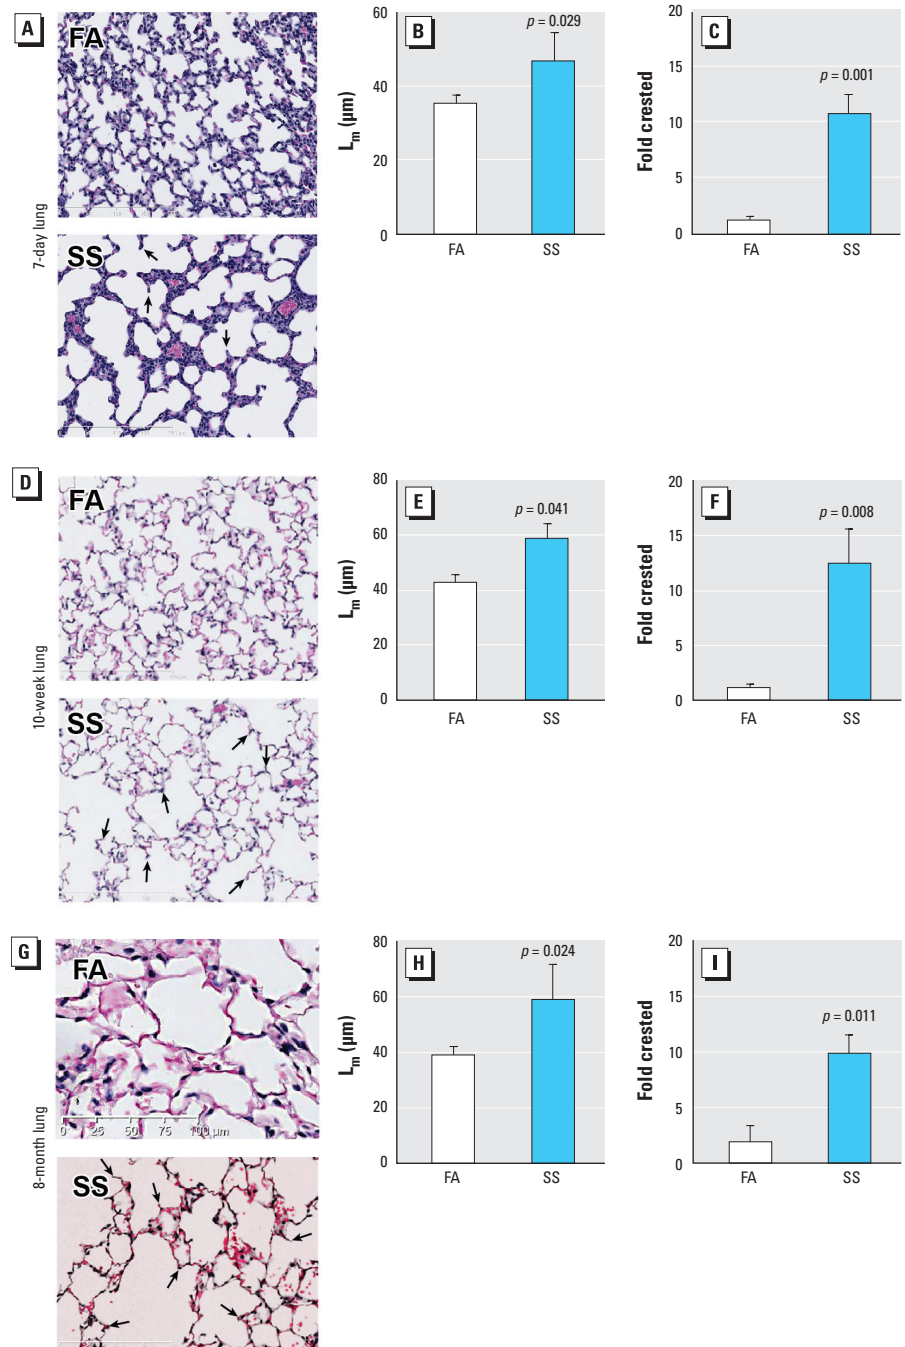 A
FA
7-day lung
SS
B
p = 0.029
60
40
20
0
Lm (μm)
FA SS
C
p = 0.001
20
15
10
5
0
Fold crested
FA SS
D
FA
10-week lung
SS
E
p = 0.041
80
60
40
20
0
Lm (μm)
FA SS
F
p = 0.008
20
15
10
5
0
Fold crested
FA SS
G
FA
0 25 50 75 100 μm
8-month lung
SS
H
p = 0.024
80
60
40
20
0
Lm (μm)
FA SS
I
p = 0.011
20
15
10
5
0
Fold crested
FA SS